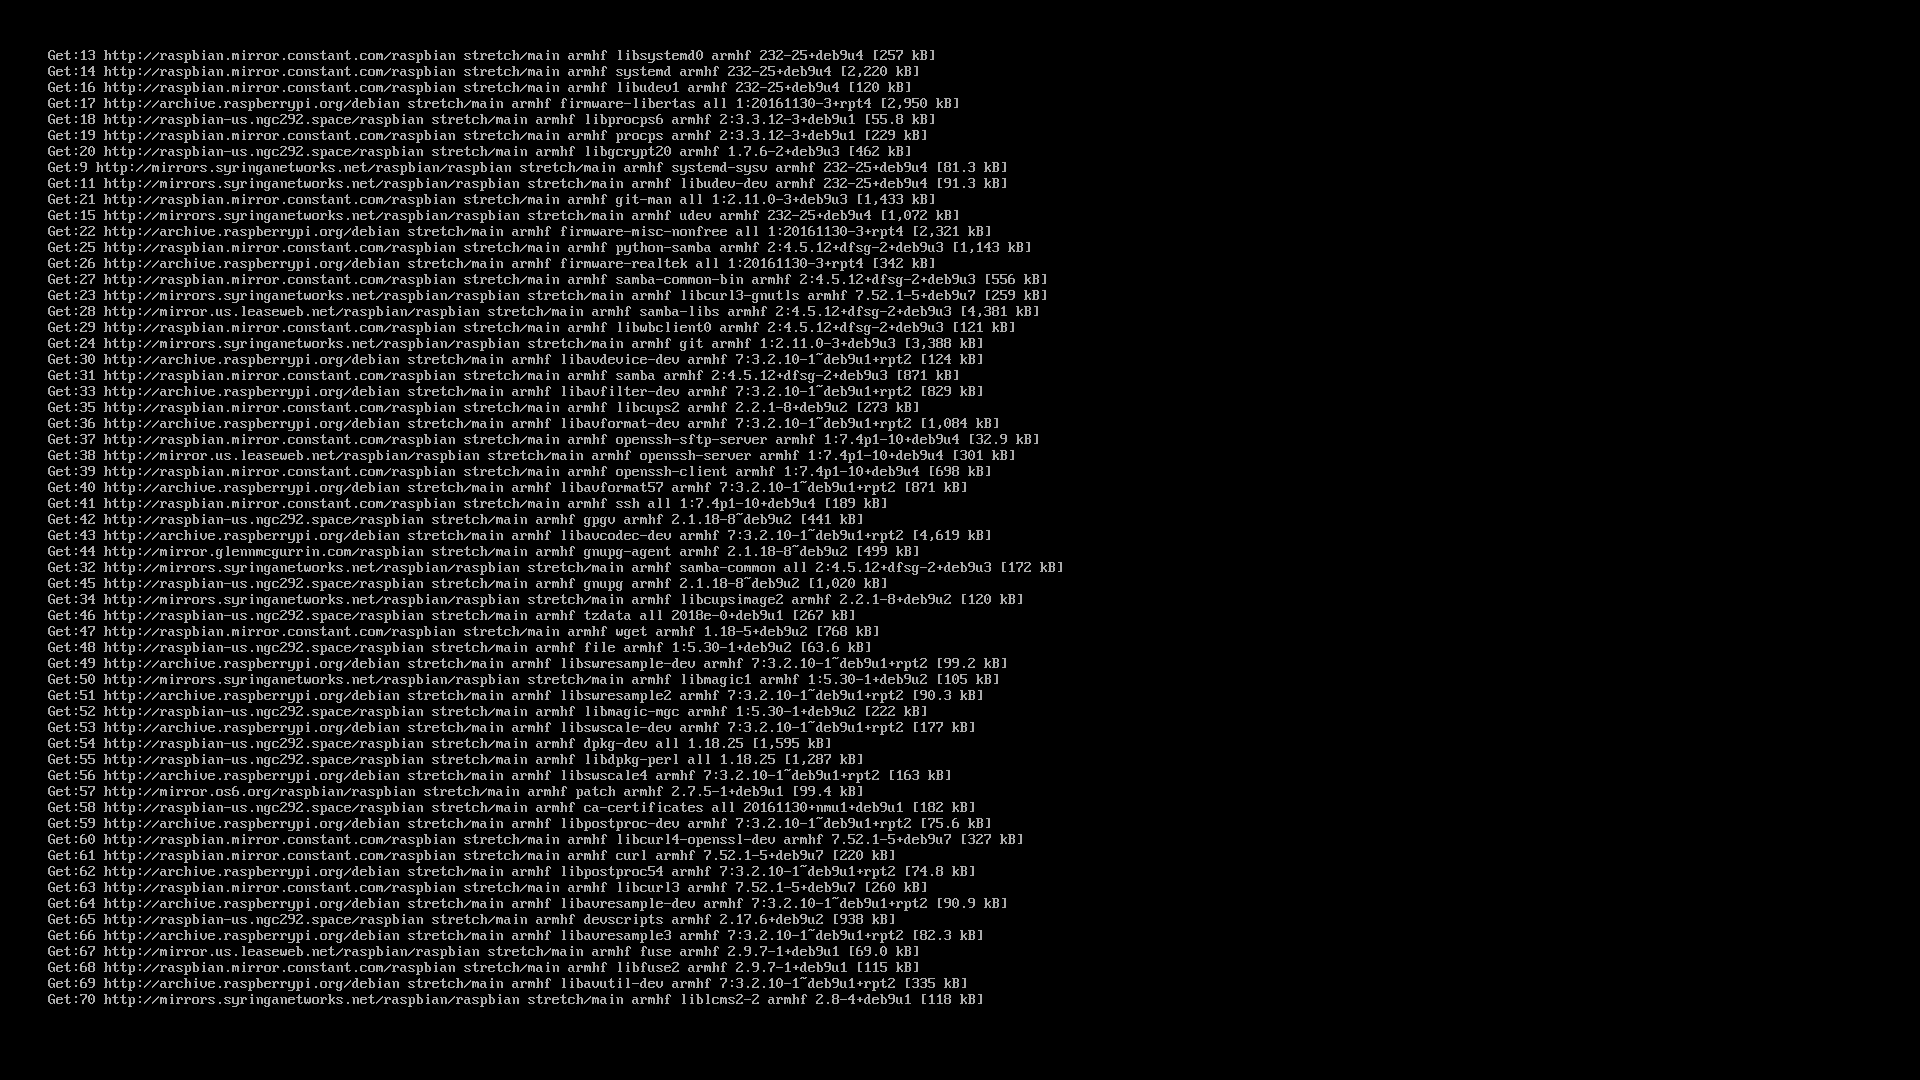 Get:13 http://raspbian.mirror.constant.com/raspbian stretch/main armhf libsystemd0 armhf 232-25+deb9u4 [257 kB]
Get:14 http://raspbian.mirror.constant.com/raspbian stretch/main armhf systemd armhf 232-25+deb9u4 [2,220 kB]
Get:16 http://raspbian.mirror.constant.com/raspbian stretch/main armhf libudev1 armhf 232-25+deb9u4 [120 kB]
Get:17 http://archive.raspberrypi.org/debian stretch/main armhf firmware-libertas all 1:20161130-3+rpt4 [2,950 kB]
Get:18 http://raspbian-us.ngc292.space/raspbian stretch/main armhf libprocps6 armhf 2:3.3.12-3+deb9u1 [55.8 kB]
Get:19 http://raspbian.mirror.constant.com/raspbian stretch/main armhf procps armhf 2:3.3.12-3+deb9u1 [229 kB]
Get:20 http://raspbian-us.ngc292.space/raspbian stretch/main armhf libgcrypt20 armhf 1.7.6-2+deb9u3 [462 kB]
Get:9 http://mirrors.syringanetworks.net/raspbian/raspbian stretch/main armhf systemd-sysv armhf 232-25+deb9u4 [81.3 kB]
Get:11 http://mirrors.syringanetworks.net/raspbian/raspbian stretch/main armhf libudev-dev armhf 232-25+deb9u4 [91.3 kB]
Get:21 http://raspbian.mirror.constant.com/raspbian stretch/main armhf git-man all 1:2.11.0-3+deb9u3 [1,433 kB]
Get:15 http://mirrors.syringanetworks.net/raspbian/raspbian stretch/main armhf udev armhf 232-25+deb9u4 [1,072 kB]
Get:22 http://archive.raspberrypi.org/debian stretch/main armhf firmware-misc-nonfree all 1:20161130-3+rpt4 [2,321 kB]
Get:25 http://raspbian.mirror.constant.com/raspbian stretch/main armhf python-samba armhf 2:4.5.12+dfsg-2+deb9u3 [1,143 kB]
Get:26 http://archive.raspberrypi.org/debian stretch/main armhf firmware-realtek all 1:20161130-3+rpt4 [342 kB]
Get:27 http://raspbian.mirror.constant.com/raspbian stretch/main armhf samba-common-bin armhf 2:4.5.12+dfsg-2+deb9u3 [556 kB]
Get:23 http://mirrors.syringanetworks.net/raspbian/raspbian stretch/main armhf libcurl3-gnutls armhf 7.52.1-5+deb9u7 [259 kB]
Get:28 http://mirror.us.leaseweb.net/raspbian/raspbian stretch/main armhf samba-libs armhf 2:4.5.12+dfsg-2+deb9u3 [4,381 kB]
Get:29 http://raspbian.mirror.constant.com/raspbian stretch/main armhf libwbclient0 armhf 2:4.5.12+dfsg-2+deb9u3 [121 kB]
Get:24 http://mirrors.syringanetworks.net/raspbian/raspbian stretch/main armhf git armhf 1:2.11.0-3+deb9u3 [3,388 kB]
Get:30 http://archive.raspberrypi.org/debian stretch/main armhf libavdevice-dev armhf 7:3.2.10-1~deb9u1+rpt2 [124 kB]
Get:31 http://raspbian.mirror.constant.com/raspbian stretch/main armhf samba armhf 2:4.5.12+dfsg-2+deb9u3 [871 kB]
Get:33 http://archive.raspberrypi.org/debian stretch/main armhf libavfilter-dev armhf 7:3.2.10-1~deb9u1+rpt2 [829 kB]
Get:35 http://raspbian.mirror.constant.com/raspbian stretch/main armhf libcups2 armhf 2.2.1-8+deb9u2 [273 kB]
Get:36 http://archive.raspberrypi.org/debian stretch/main armhf libavformat-dev armhf 7:3.2.10-1~deb9u1+rpt2 [1,084 kB]
Get:37 http://raspbian.mirror.constant.com/raspbian stretch/main armhf openssh-sftp-server armhf 1:7.4p1-10+deb9u4 [32.9 kB]
Get:38 http://mirror.us.leaseweb.net/raspbian/raspbian stretch/main armhf openssh-server armhf 1:7.4p1-10+deb9u4 [301 kB]
Get:39 http://raspbian.mirror.constant.com/raspbian stretch/main armhf openssh-client armhf 1:7.4p1-10+deb9u4 [698 kB]
Get:40 http://archive.raspberrypi.org/debian stretch/main armhf libavformat57 armhf 7:3.2.10-1~deb9u1+rpt2 [871 kB]
Get:41 http://raspbian.mirror.constant.com/raspbian stretch/main armhf ssh all 1:7.4p1-10+deb9u4 [189 kB]
Get:42 http://raspbian-us.ngc292.space/raspbian stretch/main armhf gpgv armhf 2.1.18-8~deb9u2 [441 kB]
Get:43 http://archive.raspberrypi.org/debian stretch/main armhf libavcodec-dev armhf 7:3.2.10-1~deb9u1+rpt2 [4,619 kB]
Get:44 http://mirror.glennmcgurrin.com/raspbian stretch/main armhf gnupg-agent armhf 2.1.18-8~deb9u2 [499 kB]
Get:32 http://mirrors.syringanetworks.net/raspbian/raspbian stretch/main armhf samba-common all 2:4.5.12+dfsg-2+deb9u3 [172 kB]
Get:45 http://raspbian-us.ngc292.space/raspbian stretch/main armhf gnupg armhf 2.1.18-8~deb9u2 [1,020 kB]
Get:34 http://mirrors.syringanetworks.net/raspbian/raspbian stretch/main armhf libcupsimage2 armhf 2.2.1-8+deb9u2 [120 kB]
Get:46 http://raspbian-us.ngc292.space/raspbian stretch/main armhf tzdata all 2018e-0+deb9u1 [267 kB]
Get:47 http://raspbian.mirror.constant.com/raspbian stretch/main armhf wget armhf 1.18-5+deb9u2 [768 kB]
Get:48 http://raspbian-us.ngc292.space/raspbian stretch/main armhf file armhf 1:5.30-1+deb9u2 [63.6 kB]
Get:49 http://archive.raspberrypi.org/debian stretch/main armhf libswresample-dev armhf 7:3.2.10-1~deb9u1+rpt2 [99.2 kB]
Get:50 http://mirrors.syringanetworks.net/raspbian/raspbian stretch/main armhf libmagic1 armhf 1:5.30-1+deb9u2 [105 kB]
Get:51 http://archive.raspberrypi.org/debian stretch/main armhf libswresample2 armhf 7:3.2.10-1~deb9u1+rpt2 [90.3 kB]
Get:52 http://raspbian-us.ngc292.space/raspbian stretch/main armhf libmagic-mgc armhf 1:5.30-1+deb9u2 [222 kB]
Get:53 http://archive.raspberrypi.org/debian stretch/main armhf libswscale-dev armhf 7:3.2.10-1~deb9u1+rpt2 [177 kB]
Get:54 http://raspbian-us.ngc292.space/raspbian stretch/main armhf dpkg-dev all 1.18.25 [1,595 kB]
Get:55 http://raspbian-us.ngc292.space/raspbian stretch/main armhf libdpkg-perl all 1.18.25 [1,287 kB]
Get:56 http://archive.raspberrypi.org/debian stretch/main armhf libswscale4 armhf 7:3.2.10-1~deb9u1+rpt2 [163 kB]
Get:57 http://mirror.os6.org/raspbian/raspbian stretch/main armhf patch armhf 2.7.5-1+deb9u1 [99.4 kB]
Get:58 http://raspbian-us.ngc292.space/raspbian stretch/main armhf ca-certificates all 20161130+nmu1+deb9u1 [182 kB]
Get:59 http://archive.raspberrypi.org/debian stretch/main armhf libpostproc-dev armhf 7:3.2.10-1~deb9u1+rpt2 [75.6 kB]
Get:60 http://raspbian.mirror.constant.com/raspbian stretch/main armhf libcurl4-openssl-dev armhf 7.52.1-5+deb9u7 [327 kB]
Get:61 http://raspbian.mirror.constant.com/raspbian stretch/main armhf curl armhf 7.52.1-5+deb9u7 [220 kB]
Get:62 http://archive.raspberrypi.org/debian stretch/main armhf libpostproc54 armhf 7:3.2.10-1~deb9u1+rpt2 [74.8 kB]
Get:63 http://raspbian.mirror.constant.com/raspbian stretch/main armhf libcurl3 armhf 7.52.1-5+deb9u7 [260 kB]
Get:64 http://archive.raspberrypi.org/debian stretch/main armhf libavresample-dev armhf 7:3.2.10-1~deb9u1+rpt2 [90.9 kB]
Get:65 http://raspbian-us.ngc292.space/raspbian stretch/main armhf devscripts armhf 2.17.6+deb9u2 [938 kB]
Get:66 http://archive.raspberrypi.org/debian stretch/main armhf libavresample3 armhf 7:3.2.10-1~deb9u1+rpt2 [82.3 kB]
Get:67 http://mirror.us.leaseweb.net/raspbian/raspbian stretch/main armhf fuse armhf 2.9.7-1+deb9u1 [69.0 kB]
Get:68 http://raspbian.mirror.constant.com/raspbian stretch/main armhf libfuse2 armhf 2.9.7-1+deb9u1 [115 kB]
Get:69 http://archive.raspberrypi.org/debian stretch/main armhf libavutil-dev armhf 7:3.2.10-1~deb9u1+rpt2 [335 kB]
Get:70 http://mirrors.syringanetworks.net/raspbian/raspbian stretch/main armhf liblcms2-2 armhf 2.8-4+deb9u1 [118 kB]